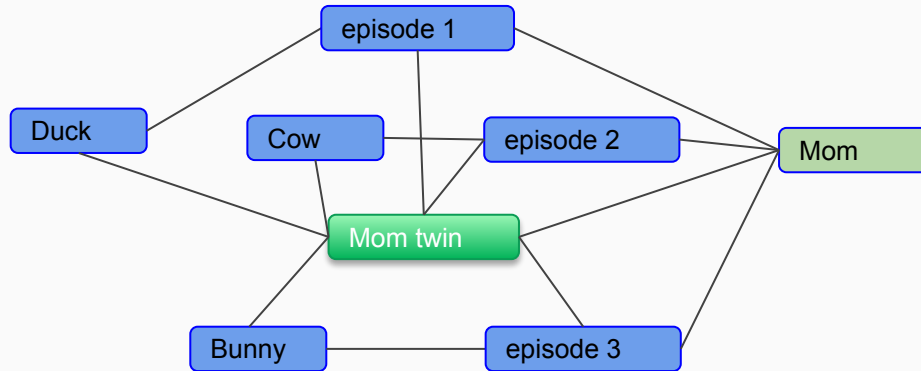 episode 1
Duck
Cow
episode 2
Mom
Mom twin
Bunny
episode 3